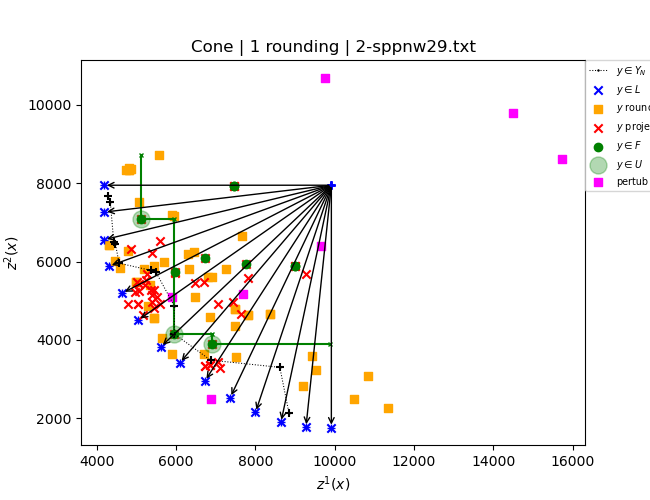 Cone | 1 rounding | 2-sppnw29.txt
z²(x)
10000
8000
6000
4000
2000
4000 6000 8000 10000 12000 14000 16000
z¹(x)
y ∈ Y_N
y ∈ L
y roun
y proje
y ∈ F
y ∈ U
pertub